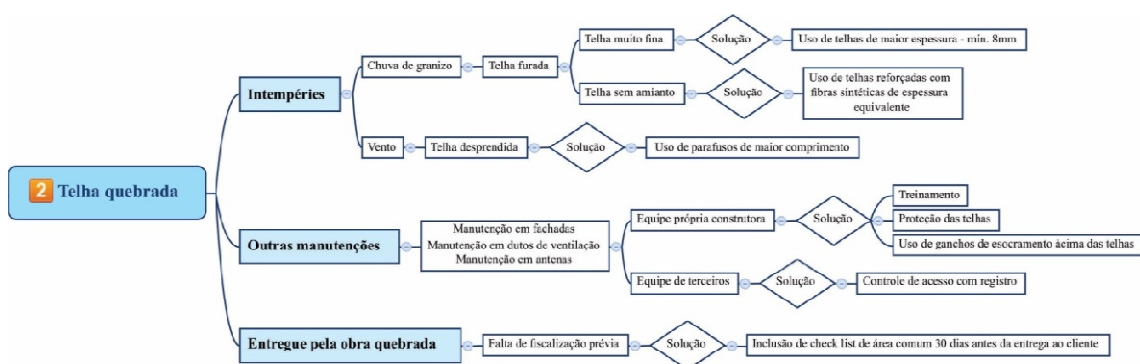 2 Telha quebrada
Intempéries
Chuva de granizo
Telha furada
Telha muito fina
Solução
Uso de telhas de maior espessura - mín. 8mm
Telha sem amianto
Solução
Uso de telhas reforçadas com
fibras sintéticas de espessura
equivalente
Vento
Telha desprendida
Solução
Uso de parafusos de maior comprimento
Outras manutenções
Manutenção em fachadas
Manutenção em dutos de ventilação
Manutenção em antenas
Equipe própria construtora
Solução
Treinamento
Proteção das telhas
Uso de ganchos de esocramento ácima das telhas
Equipe de terceiros
Solução
Controle de acesso com registro
Entregue pela obra quebrada
Falta de fiscalização prévia
Solução
Inclusão de check list de área comum 30 dias antes da entrega ao cliente